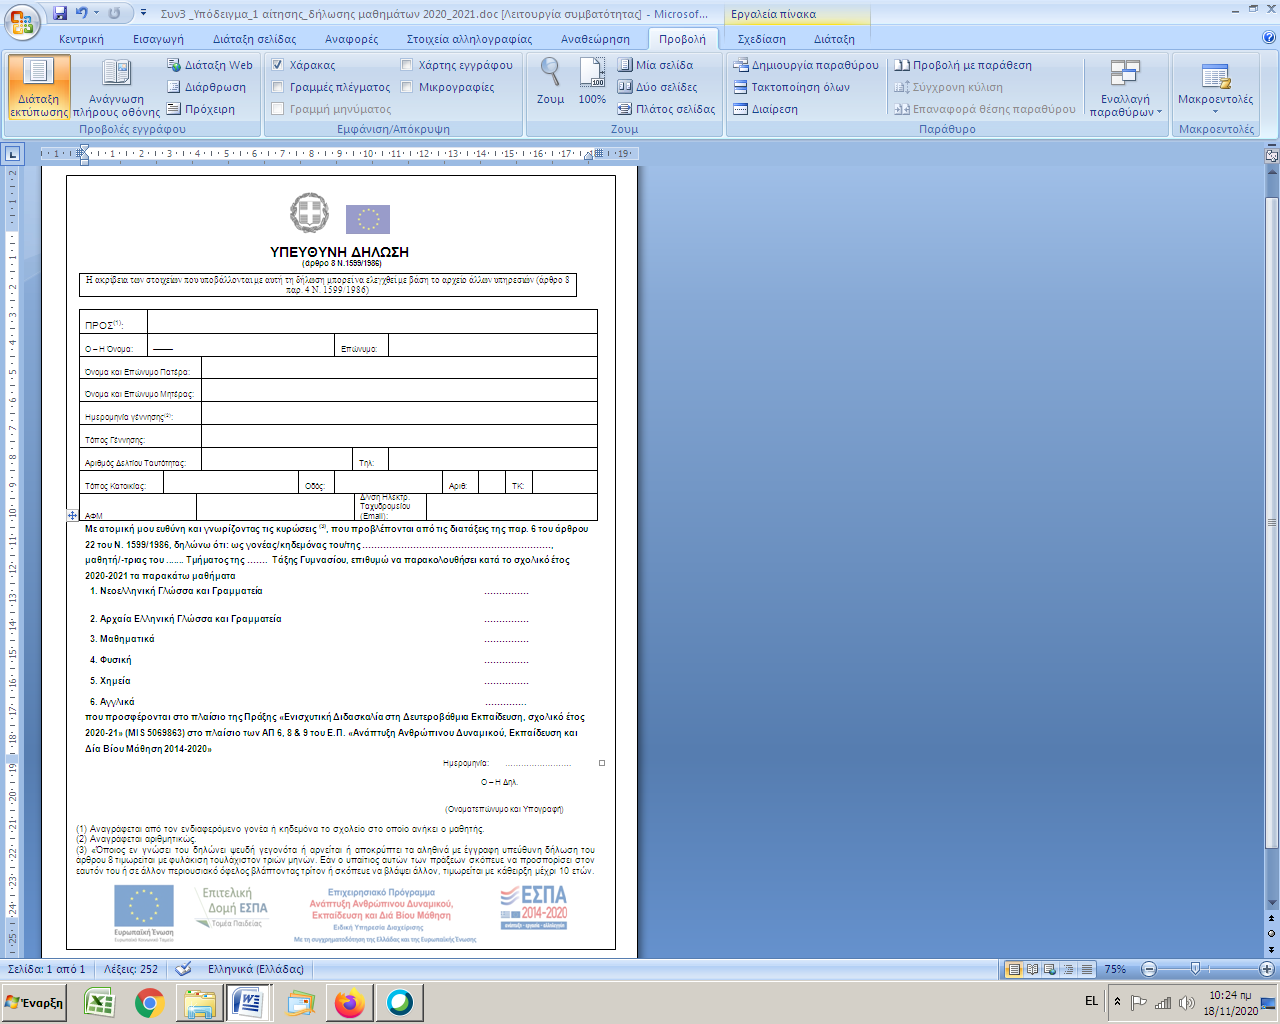 Συν3 _Υπόδειγμα_1 αίτησης_δήλωσης μαθημάτων 2020_2021.doc [Λειτουργία συμβατότητας] - Microsoft... Εργαλεία πίνακα
Κεντρική Εισαγωγή Διάταξη σελίδας Αναφορές Στοιχεία αλληλογραφίας Αναθεώρηση Προβολή Σχεδίαση Διάταξη
Διάταξη εκτύπωσης
Ανάγνωση πλήρους οθόνης
Διάταξη Web
Διάρθρωση
Πρόχειρη
Προβολές εγγράφου
Χάρακας
Γραμμές πλέγματος
Γραμμή μηνύματος
Χάρτης εγγράφου
Μικρογραφίες
Εμφάνιση/Απόκρυψη
Ζουμ
100%
Μία σελίδα
Δύο σελίδες
Πλάτος σελίδας
Ζουμ
Δημιουργία παραθύρου
Τακτοποίηση όλων
Διαίρεση
Προβολή με παράθεση
Σύγχρονη κύλιση
Επαναφορά θέσης παραθύρου
Εναλλαγή παραθύρων
Παράθυρο
Μακροεντολές
Μακροεντολές
ΥΠΕΥΘΥΝΗ ΔΗΛΩΣΗ
(άρθρο 8 Ν.1599/1986)
Η ακρίβεια των στοιχείων που υποβάλλονται με αυτή τη δήλωση μπορεί να ελεγχθεί με βάση το αρχείο άλλων υπηρεσιών (άρθρο 8
παρ. 4 Ν. 1599/1986)
ΠΡΟΣ(1):
Ο – Η Όνομα: Επώνυμο:
Όνομα και Επώνυμο Πατέρα:
Όνομα και Επώνυμο Μητέρας:
Ημερομηνία γέννησης(2):
Τόπος Γέννησης:
Αριθμός Δελτίου Ταυτότητας: Τηλ:
Τόπος Κατοικίας: Οδός: Αριθ: ΤΚ:
ΑΦΜ Δ/νση Ηλεκτρ. Ταχυδρομείου (Email):
Με ατομική μου ευθύνη και γνωρίζοντας τις κυρώσεις (3), που προβλέπονται από τις διατάξεις της παρ. 6 του άρθρου
22 του Ν. 1599/1986, δηλώνω ότι: ως γονέας/κηδεμόνας του/της ……………………………………………………….,
μαθητή/-τριας του ....... Τμήματος της ....... Τάξης Γυμνασίου, επιθυμώ να παρακολουθήσει κατά το σχολικό έτος
2020-2021 τα παρακάτω μαθήματα
1. Νεοελληνική Γλώσσα και Γραμματεία ……………
2. Αρχαία Ελληνική Γλώσσα και Γραμματεία ……………
3. Μαθηματικά ……………
4. Φυσική ……………
5. Χημεία ……………
6. Αγγλικά …………..
που προσφέρονται στο πλαίσιο της Πράξης «Ενισχυτική Διδασκαλία στη Δευτεροβάθμια Εκπαίδευση, σχολικό έτος
2020-21» (MIS 5069863) στο πλαίσιο των ΑΠ 6, 8 & 9 του Ε.Π. «Ανάπτυξη Ανθρώπινου Δυναμικού, Εκπαίδευση και
Δία Βίου Μάθηση 2014-2020»
Ημερομηνία: …………………….
Ο – Η Δηλ.
(Ονοματεπώνυμο και Υπογραφή)
(1) Αναγράφεται από τον ενδιαφερόμενο γονέα ή κηδεμόνα το σχολείο στο οποίο ανήκει ο μαθητής.
(2) Αναγράφεται αριθμητικώς.
(3) «Όποιος εν γνώσει του δηλώνει ψευδή γεγονότα ή αρνείται ή αποκρύπτει τα αληθινά με έγγραφη υπεύθυνη δήλωση του
άρθρου 8 τιμωρείται με φυλάκιση τουλάχιστον τριών μηνών. Εάν ο υπαίτιος αυτών των πράξεων σκόπευε να προσπορίσει στον
εαυτόν του ή σε άλλον περιουσιακό όφελος βλάπτοντας τρίτον ή σκόπευε να βλάψει άλλον, τιμωρείται με κάθειρξη μέχρι 10 ετών.
Ευρωπαϊκή Ένωση
Ευρωπαϊκό Κοινωνικό Ταμείο
Επιτελική
Δομή ΕΣΠΑ
Τομέα Παιδείας
Επιχειρησιακό Πρόγραμμα
Ανάπτυξη Ανθρώπινου Δυναμικού,
Εκπαίδευση και Διά Βίου Μάθηση
Ειδική Υπηρεσία Διαχείρισης
Με τη συγχρηματοδότηση της Ελλάδας και της Ευρωπαϊκής Ένωσης
ΕΣΠΑ
2014-2020
ανάπτυξη - εργασία - αλληλεγγύη
Σελίδα: 1 από 1 Λέξεις: 252 Ελληνικά (Ελλάδας) 75%
Έναρξη EL 10:24 πμ
18/11/2020